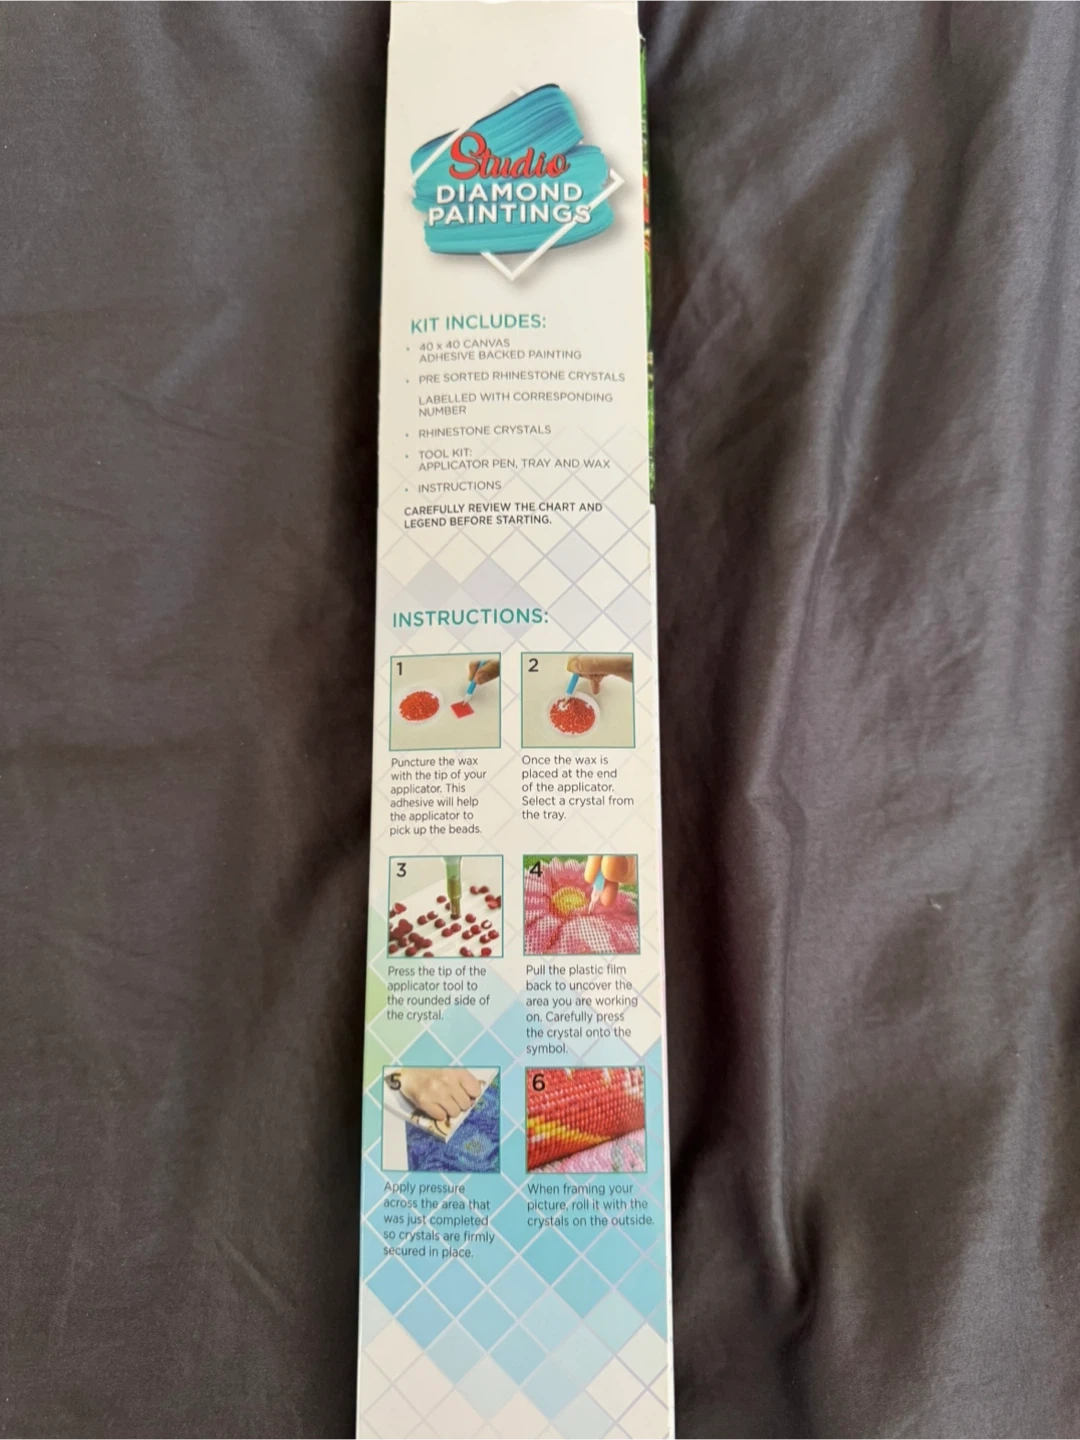 Studio
DIAMOND
PAINTINGS
KIT INCLUDES:
• 40 x 40 CANVAS
ADHESIVE BACKED PAINTING
• PRE SORTED RHINESTONE CRYSTALS
LABELLED WITH CORRESPONDING
NUMBER
• RHINESTONE CRYSTALS
• TOOL KIT:
APPLICATOR PEN, TRAY AND WAX
• INSTRUCTIONS
CAREFULLY REVIEW THE CHART AND
LEGEND BEFORE STARTING.
INSTRUCTIONS:
1
Puncture the wax
with the tip of your
applicator. This
adhesive will help
the applicator to
pick up the beads.
2
Once the wax is
placed at the end
of the applicator.
Select a crystal from
the tray.
3
Press the tip of the
applicator tool to
the rounded side of
the crystal.
4
Pull the plastic film
back to uncover the
area you are working
on. Carefully press
the crystal onto the
symbol.
5
Apply pressure
across the area that
was just completed
so crystals are firmly
secured in place.
6
When framing your
picture, roll it with the
crystals on the outside.